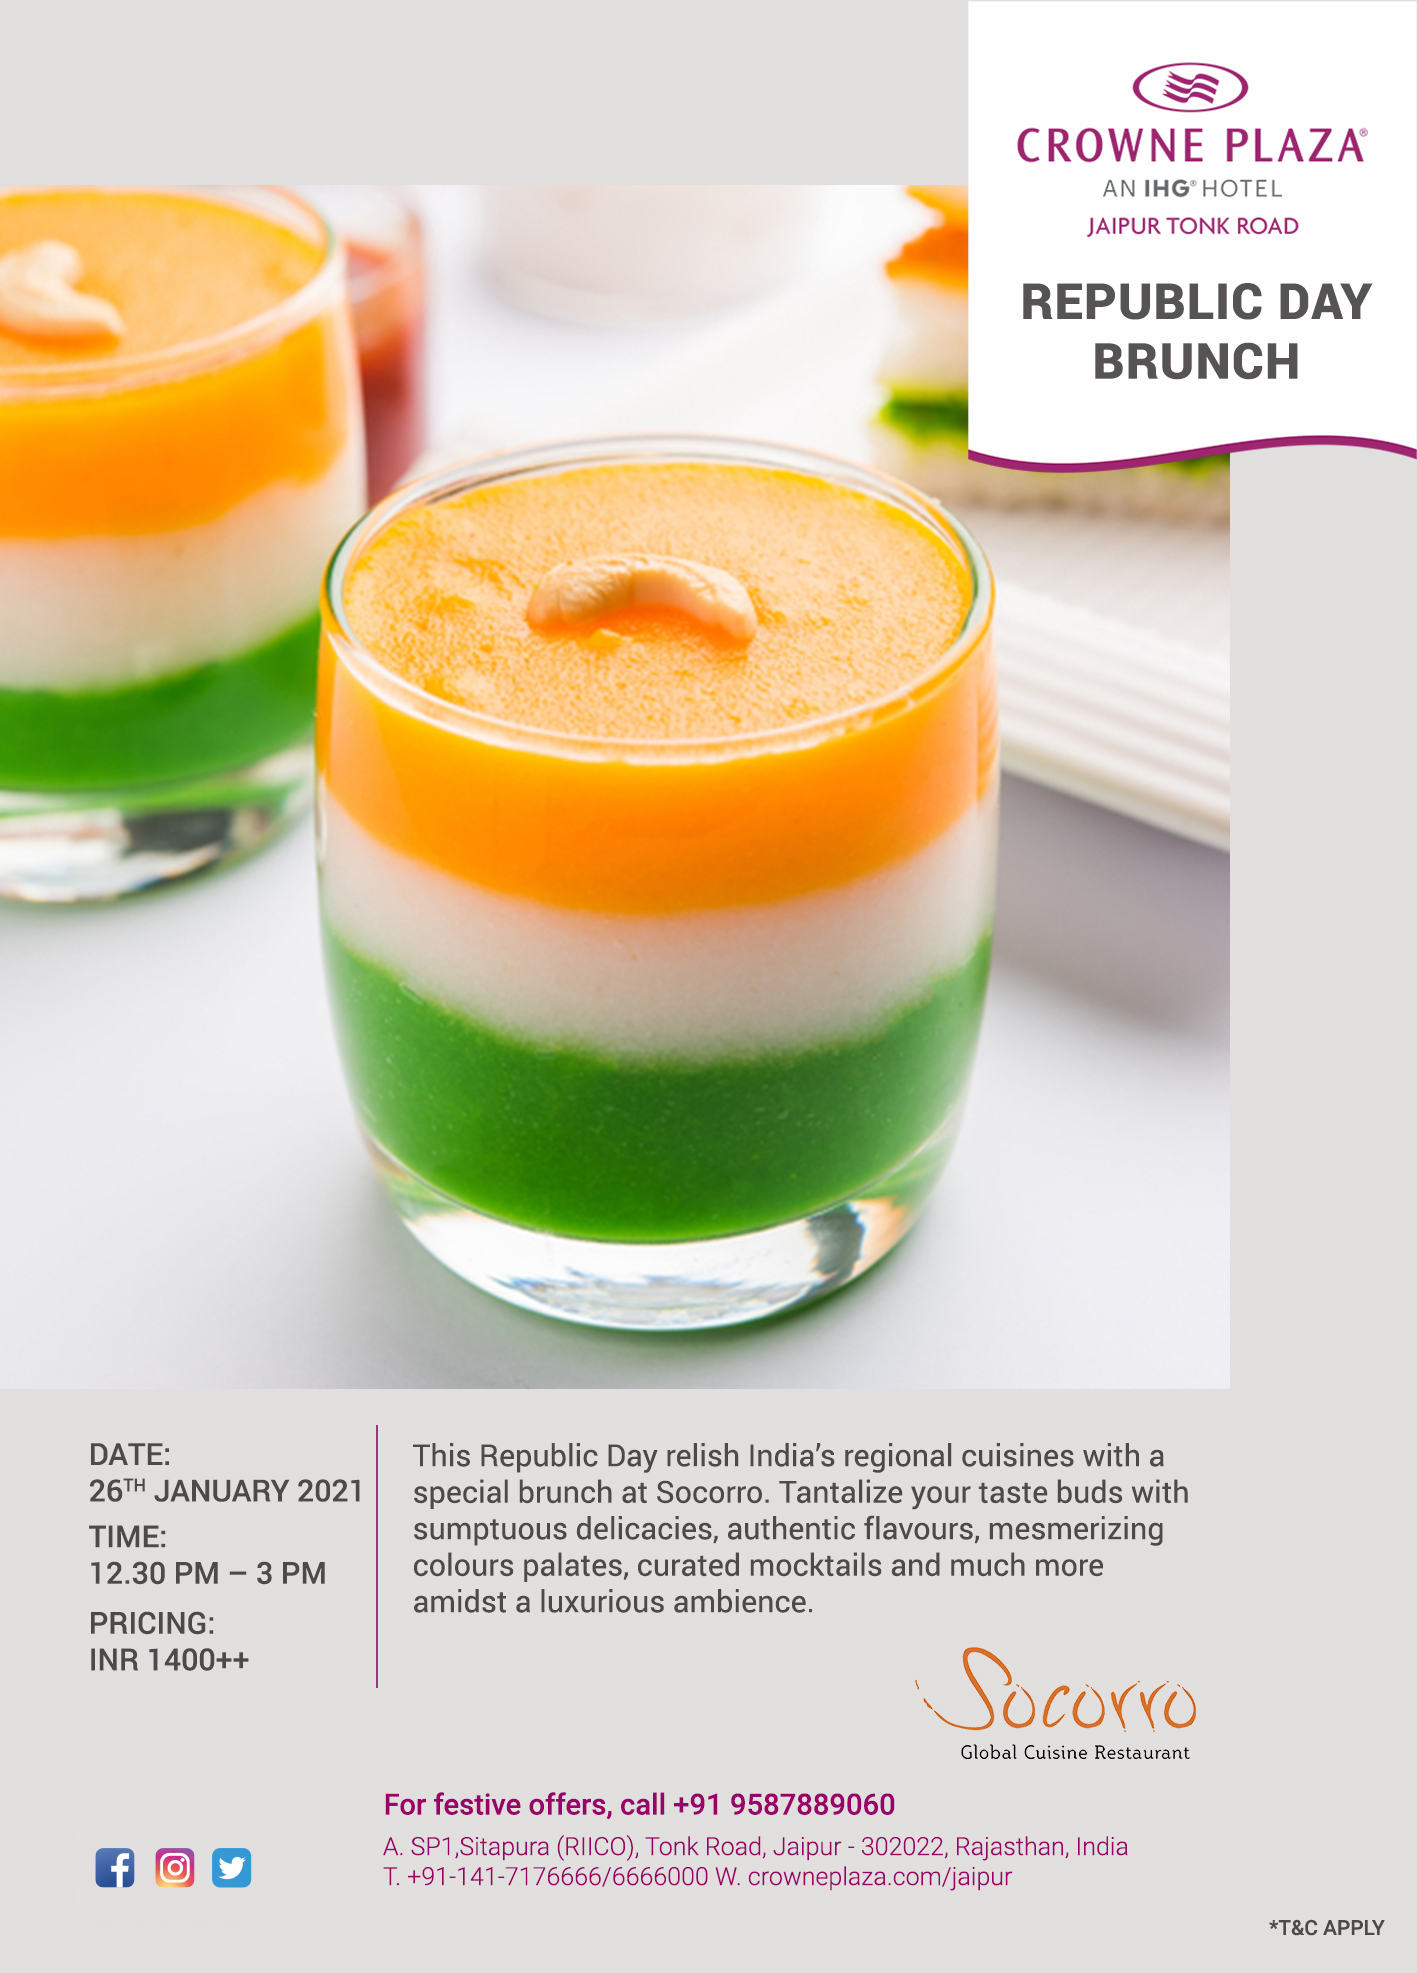 CROWNE PLAZA®
AN IHG® HOTEL
JAIPUR TONK ROAD
REPUBLIC DAY
BRUNCH
DATE:
26TH JANUARY 2021
TIME:
12.30 PM – 3 PM
PRICING:
INR 1400++
This Republic Day relish India's regional cuisines with a
special brunch at Socorro. Tantalize your taste buds with
sumptuous delicacies, authentic flavours, mesmerizing
colours palates, curated mocktails and much more
amidst a luxurious ambience.
Socorro
Global Cuisine Restaurant
For festive offers, call +91 9587889060
A. SP1,Sitapura (RIICO), Tonk Road, Jaipur - 302022, Rajasthan, India
T. +91-141-7176666/6666000 W. crowneplaza.com/jaipur
*T&C APPLY